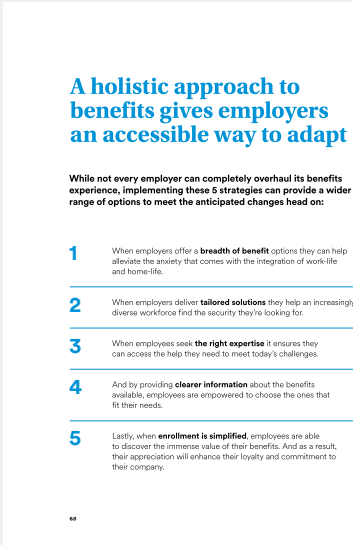 A holistic approach to
benefits gives employers
an accessible way to adapt
While not every employer can completely overhaul its benefits
experience, implementing these 5 strategies can provide a wider
range of options to meet the anticipated changes head on:
1
When employers offer a breadth of benefit options they can help
alleviate the anxiety that comes with the integration of work-life
and home-life.
2
When employers deliver tailored solutions they help an increasingly
diverse workforce find the security they're looking for.
3
When employees seek the right expertise it ensures they
can access the help they need to meet today's challenges.
4
And by providing clearer information about the benefits
available, employees are empowered to choose the ones that
fit their needs.
5
Lastly, when enrollment is simplified, employees are able
to discover the immense value of their benefits. And as a result,
their appreciation will enhance their loyalty and commitment to
their company.